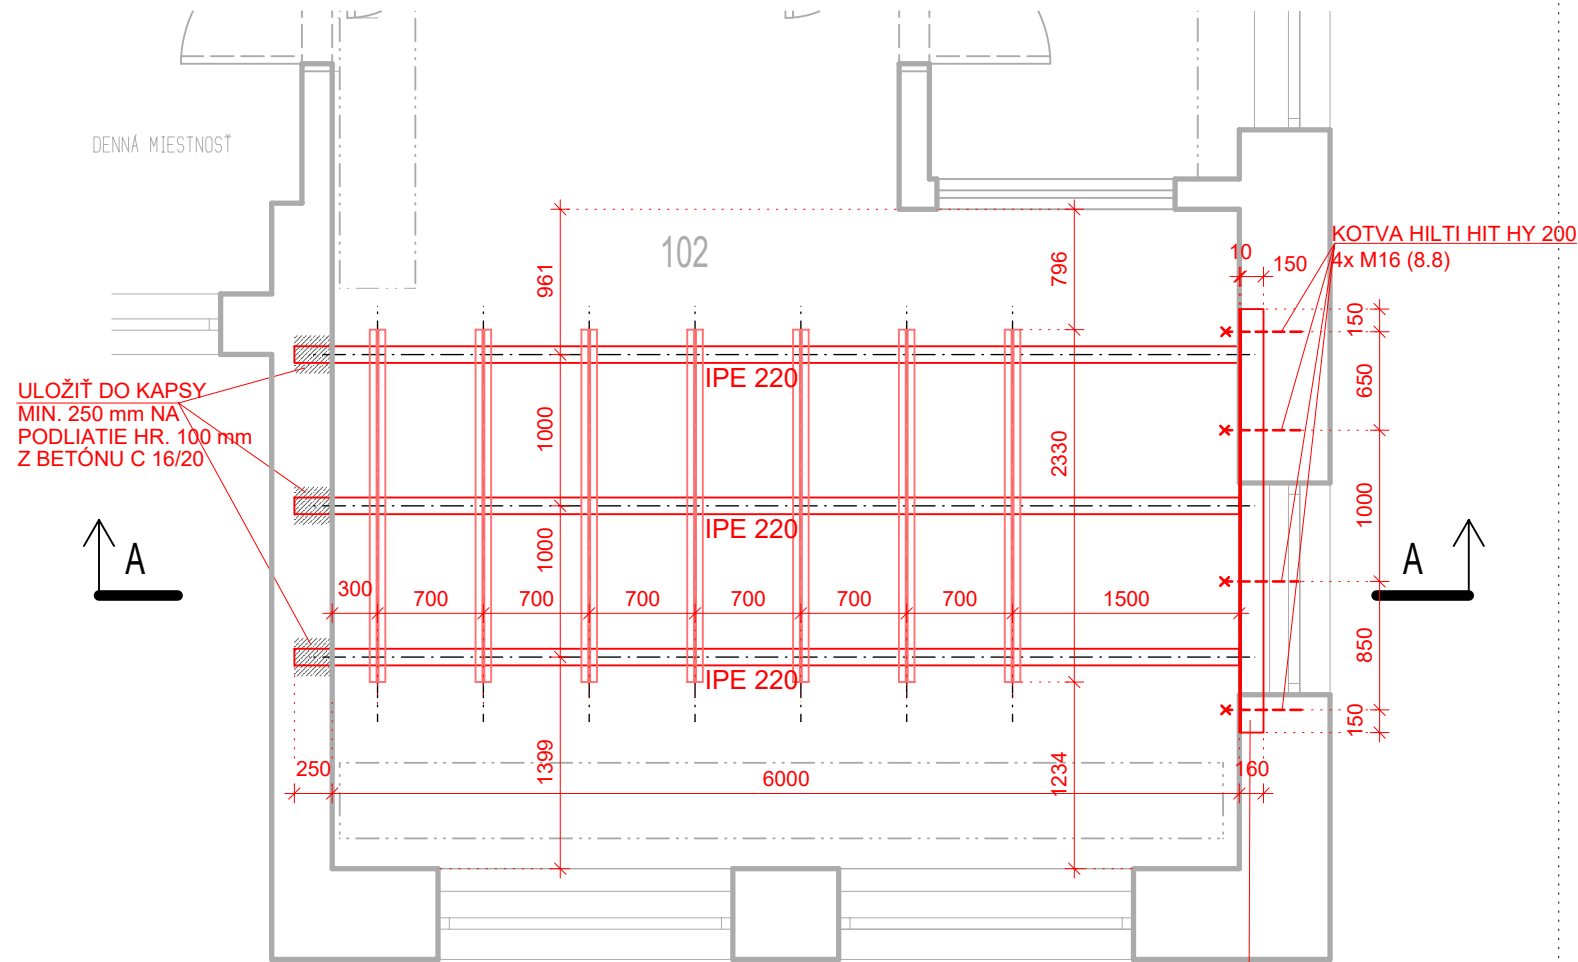 DENNÁ MIESTNOSŤ
102
KOTVA HILTI HIT HY 200
4x M16 (8.8)
10
150
961
796
150
650
IPE 220
ULOŽIŤ DO KAPSY
MIN. 250 mm NA
PODLIATIE HR. 100 mm
Z BETÓNU C 16/20
1000
2330
1000
IPE 220
1000
A
A
300
700
700
700
700
700
700
1500
850
IPE 220
150
250
1399
6000
1234
160